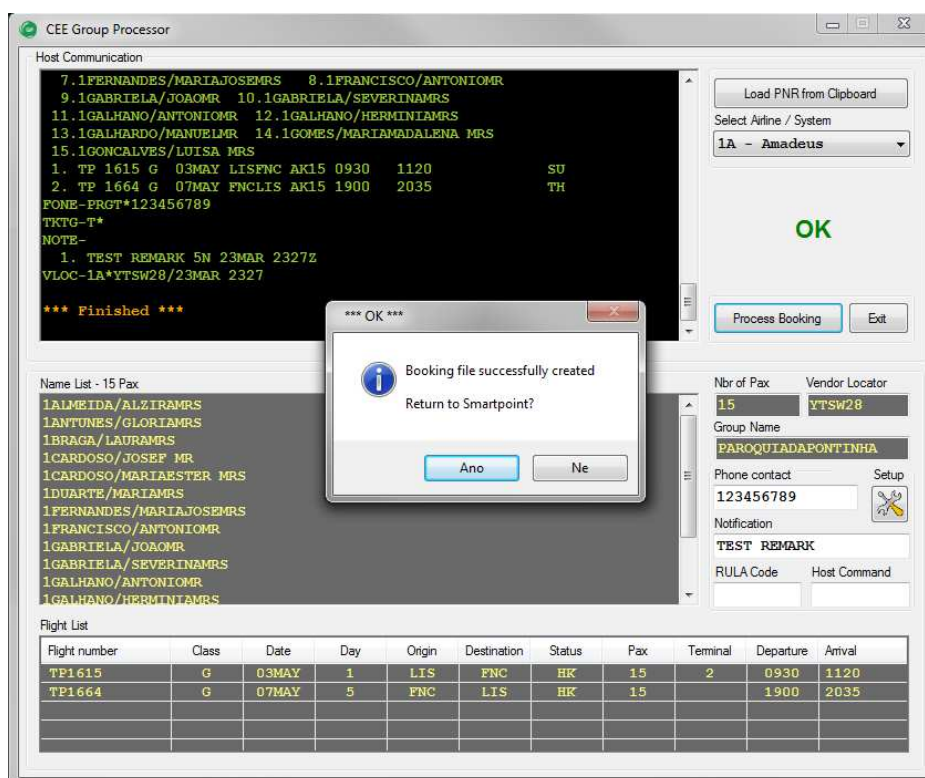 CEE Group Processor
Host Communication
7.1FERNANDES/MARIAJOSEMRS 8.1FRANCISCO/ANTONIOMR
9.1GABRIELA/JOAOMR 10.1GABRIELA/SEVERINAMRS
11.1GALHANO/ANTONIOMR 12.1GALHANO/HERMINIAMRS
13.1GALHARDO/MANUELMR 14.1GOMES/MARIAMADALENA MRS
15.1GONCALVES/LUISA MRS
1. TP 1615 G 03MAY LISFNC AK15 0930 1120 SU
2. TP 1664 G 07MAY FNCLIS AK15 1900 2035 TH
FONE-PRGT*123456789
TKTG-T*
NOTE-
1. TEST REMARK 5N 23MAR 2327Z
VLOC-1A*YTSW28/23MAR 2327
*** Finished ***
Load PNR from Clipboard
Select Airline / System
1A - Amadeus
OK
Process Booking Exit
*** OK ***
Booking file successfully created
Return to Smartpoint?
Ano Ne
Name List - 15 Pax
1ALMEIDA/ALZIRAMRS
1ANTUNES/GLORIAMRS
1BRAGA/LAURAMRS
1CARDOSO/JOSEF MR
1CARDOSO/MARIAESTER MRS
1DUARTE/MARIAMRS
1FERNANDES/MARIAJOSEMRS
1FRANCISCO/ANTONIOMR
1GABRIELA/JOAOMR
1GABRIELA/SEVERINAMRS
1GALHANO/ANTONIOMR
1GALHANO/HERMINIAMRS
Nbr of Pax Vendor Locator
15 YTSW28
Group Name
PAROQUIADAPONTINHA
Phone contact Setup
123456789
Notification
TEST REMARK
RULA Code Host Command
Flight List
Flight number Class Date Day Origin Destination Status Pax Terminal Departure Arrival
TP1615 G 03MAY 1 LIS FNC HK 15 2 0930 1120
TP1664 G 07MAY 5 FNC LIS HK 15 1900 2035